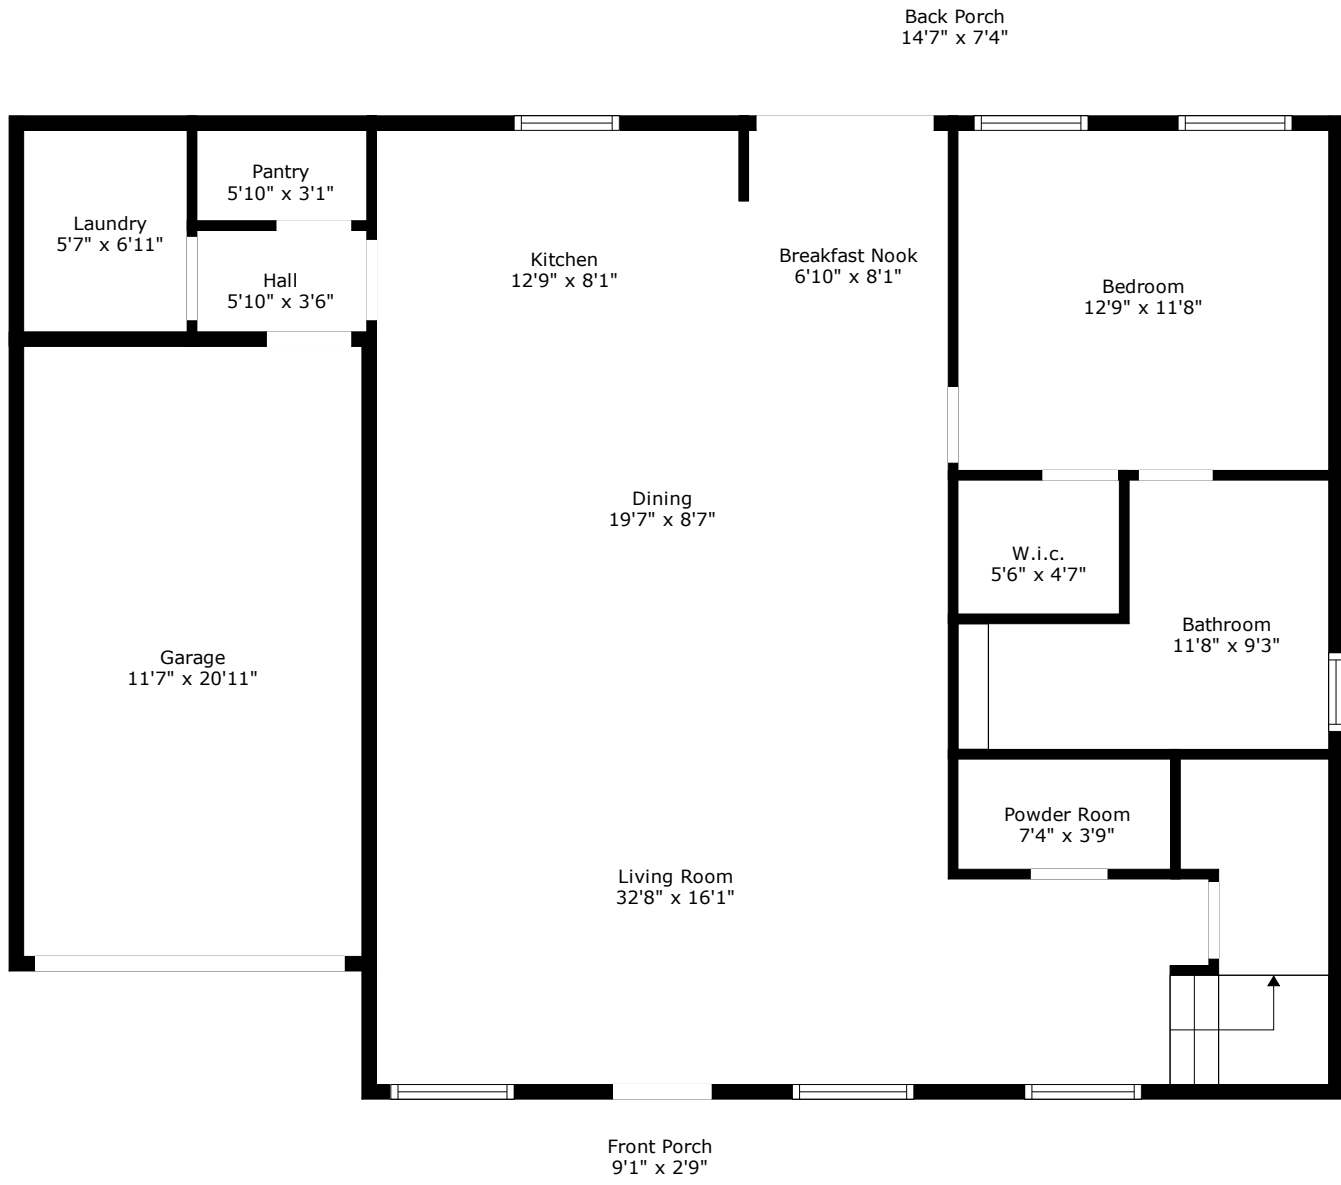 Back Porch
14'7" x 7'4"
Pantry
5'10" x 3'1"
Laundry
5'7" x 6'11"
Hall
5'10" x 3'6"
Kitchen
12'9" x 8'1"
Breakfast Nook
6'10" x 8'1"
Bedroom
12'9" x 11'8"
Dining
19'7" x 8'7"
W.i.c.
5'6" x 4'7"
Bathroom
11'8" x 9'3"
Garage
11'7" x 20'11"
Powder Room
7'4" x 3'9"
Living Room
32'8" x 16'1"
Front Porch
9'1" x 2'9"